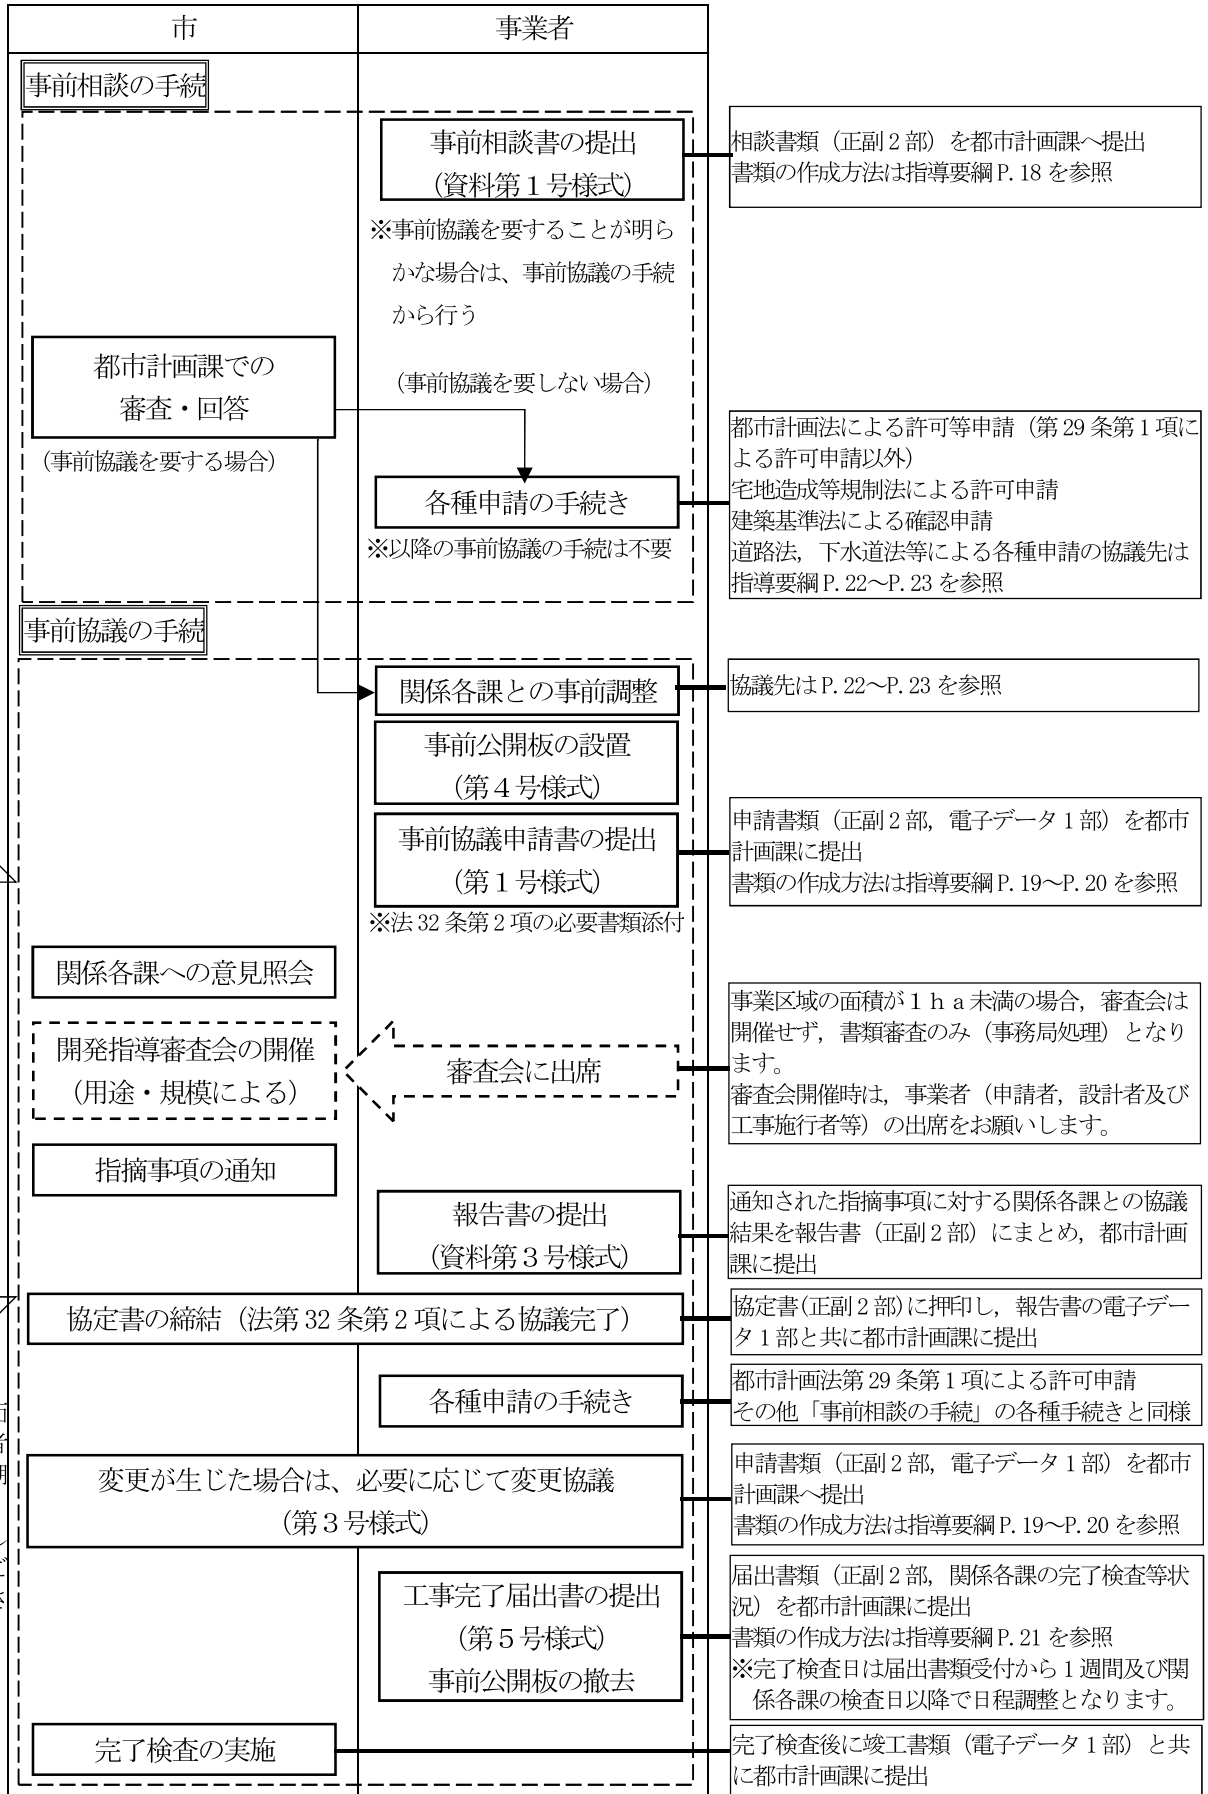 市
事業者
事前相談の手続
事前相談書の提出
（資料第１号様式）
相談書類（正副２部）を都市計画課へ提出
書類の作成方法は指導要綱P.18を参照
※事前協議を要することが明ら
かな場合は、事前協議の手続
から行う
都市計画課での
審査・回答
（事前協議を要しない場合）
（事前協議を要する場合）
各種申請の手続き
※以降の事前協議の手続は不要
都市計画法による許可等申請（第29条第１項に
よる許可申請以外）
宅地造成等規制法による許可申請
建築基準法による確認申請
道路法，下水道法等による各種申請の協議先は
指導要綱P.22～P.23を参照
事前協議の手続
関係各課との事前調整
協議先はP.22～P.23を参照
事前公開板の設置
（第４号様式）
事前協議申請書の提出
（第１号様式）
※法32条第２項の必要書類添付
申請書類（正副２部，電子データ１部）を都市
計画課に提出
書類の作成方法は指導要綱P.19～P.20を参照
関係各課への意見照会
開発指導審査会の開催
（用途・規模による）
審査会に出席
事業区域の面積が１ｈａ未満の場合，審査会は
開催せず，書類審査のみ（事務局処理）となり
ます。
審査会開催時は，事業者（申請者，設計者及び
工事施行者等）の出席をお願いします。
指摘事項の通知
報告書の提出
（資料第３号様式）
通知された指摘事項に対する関係各課との協議
結果を報告書（正副２部）にまとめ，都市計画
課に提出
協定書の締結（法第32条第２項による協議完了）
協定書(正副２部)に押印し，報告書の電子デー
タ１部と共に都市計画課に提出
各種申請の手続き
都市計画法第29条第１項による許可申請
その他「事前相談の手続」の各種手続きと同様
変更が生じた場合は、必要に応じて変更協議
（第３号様式）
申請書類（正副２部，電子データ１部）を都市
計画課へ提出
書類の作成方法は指導要綱P.19～P.20を参照
工事完了届出書の提出
（第５号様式）
事前公開板の撤去
届出書類（正副２部，関係各課の完了検査等状
況）を都市計画課に提出
書類の作成方法は指導要綱P.21を参照
※完了検査日は届出書類受付から１週間及び関
係各課の検査日以降で日程調整となります。
完了検査の実施
完了検査後に竣工書類（電子データ１部）と共
に都市計画課に提出